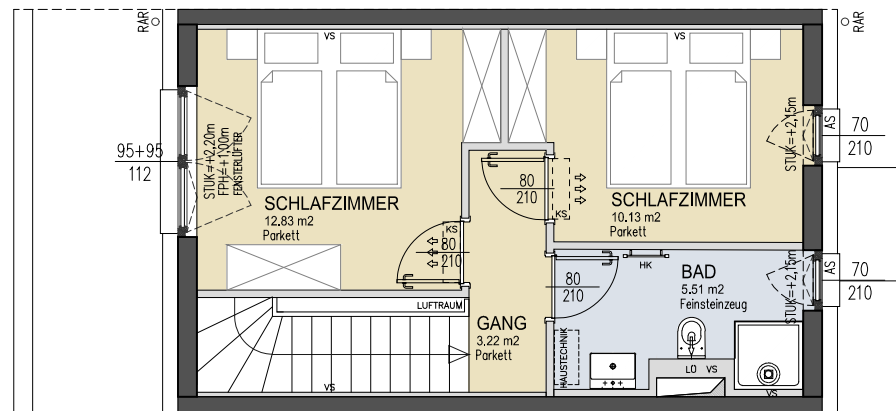 RAR
RAR
VS
VS
STUK=+2,20m
FPH=+1,00m
FENSTERLÜFTER
95+95
112
SCHLAFZIMMER
12.83 m2
Parkett
KS
80
210
80
210
KS
SCHLAFZIMMER
10.13 m2
Parkett
STUK=+2,15m
AS
70
210
LUFTRAUM
VS
GANG
3.22 m2
Parkett
80
210
HK
BAD
5.51 m2
Feinsteinzeug
STUK=+2,15m
AS
70
210
HAUSTECHNIK
LÜ VS
VS